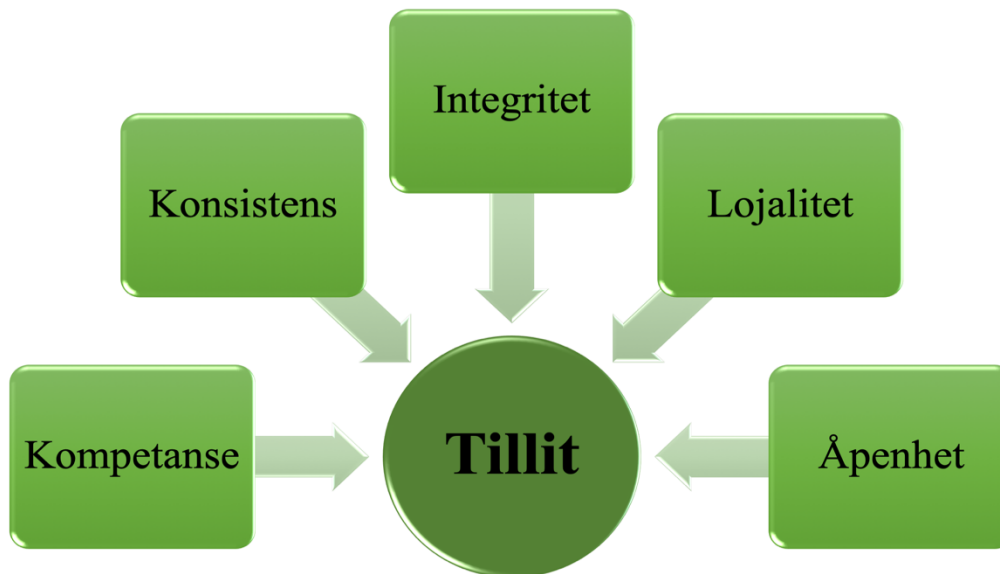 Integritet
Konsistens
Lojalitet
Kompetanse
Tillit
Åpenhet